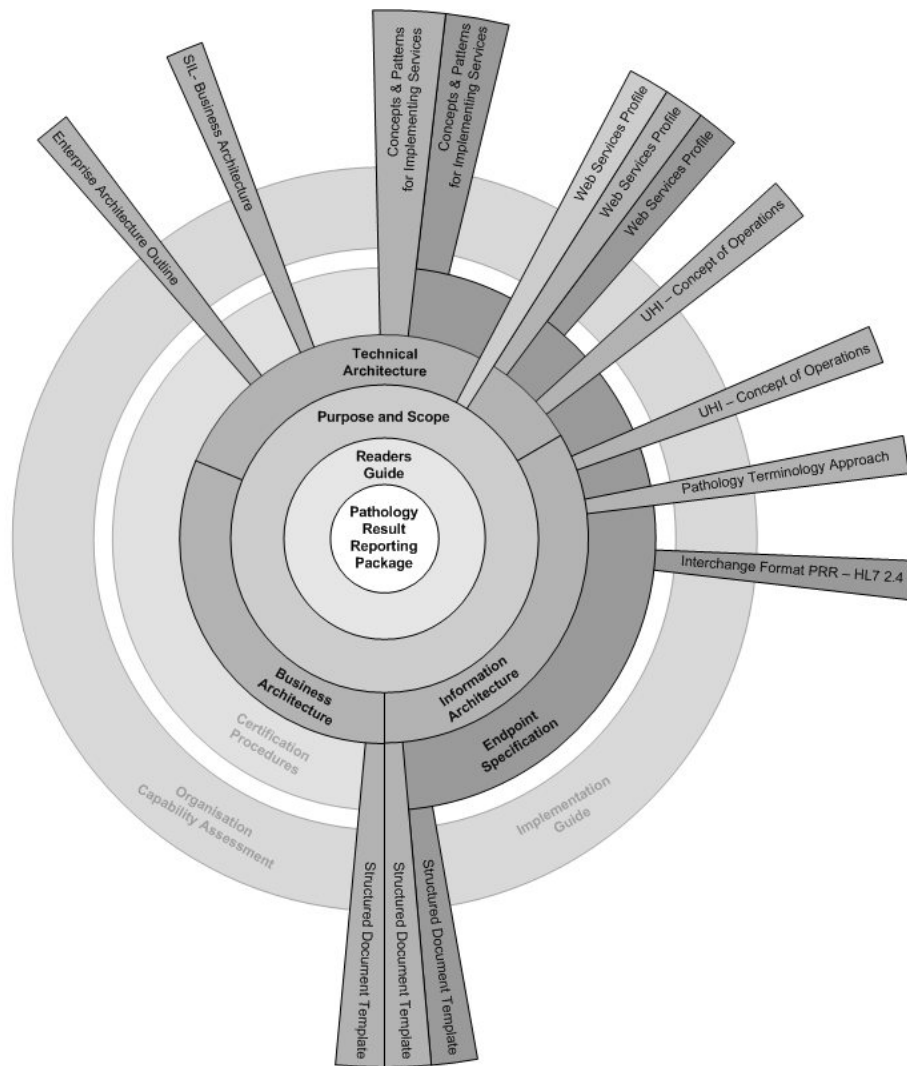 Concepts & Patterns
for Implementing Services
Concepts & Patterns
for Implementing Services
SIL- Business Architecture
Enterprise Architecture Outline
Web Services Profile
Web Services Profile
Web Services Profile
UHI – Concept of Operations
UHI – Concept of Operations
Pathology Terminology Approach
Interchange Format PRR – HL7 2.4
Technical
Architecture
Purpose and Scope
Readers
Guide
Pathology
Result
Reporting
Package
Business
Architecture
Information
Architecture
Endpoint
Specification
Certification
Procedures
Organisation
Capability Assessment
Implementation
Guide
Structured Document Template
Structured Document Template
Structured Document Template